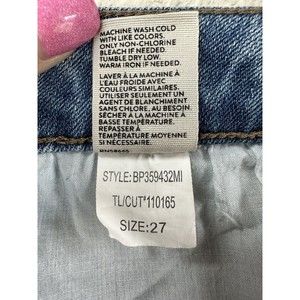 MACHINE WASH COLD
WITH LIKE COLORS.
ONLY NON-CHLORINE
BLEACH IF NEEDED.
TUMBLE DRY LOW.
WARM IRON IF NEEDED.
LAVER À LA MACHINE À
L'EAU FROIDE AVEC
COULEURS SIMILAIRES.
UTILISER SEULEMENT UN
AGENT DE BLANCHIMENT
SANS CHLORE, AU BESOIN
SÉCHER À LA MACHINE À
BASSE TEMPÉRATURE.
REPASSER À
TEMPÉRATURE MOYENNE
SI NÉCESSAIRE.
STYLE: BP359432MI
TL/CUT*110165
SIZE: 27